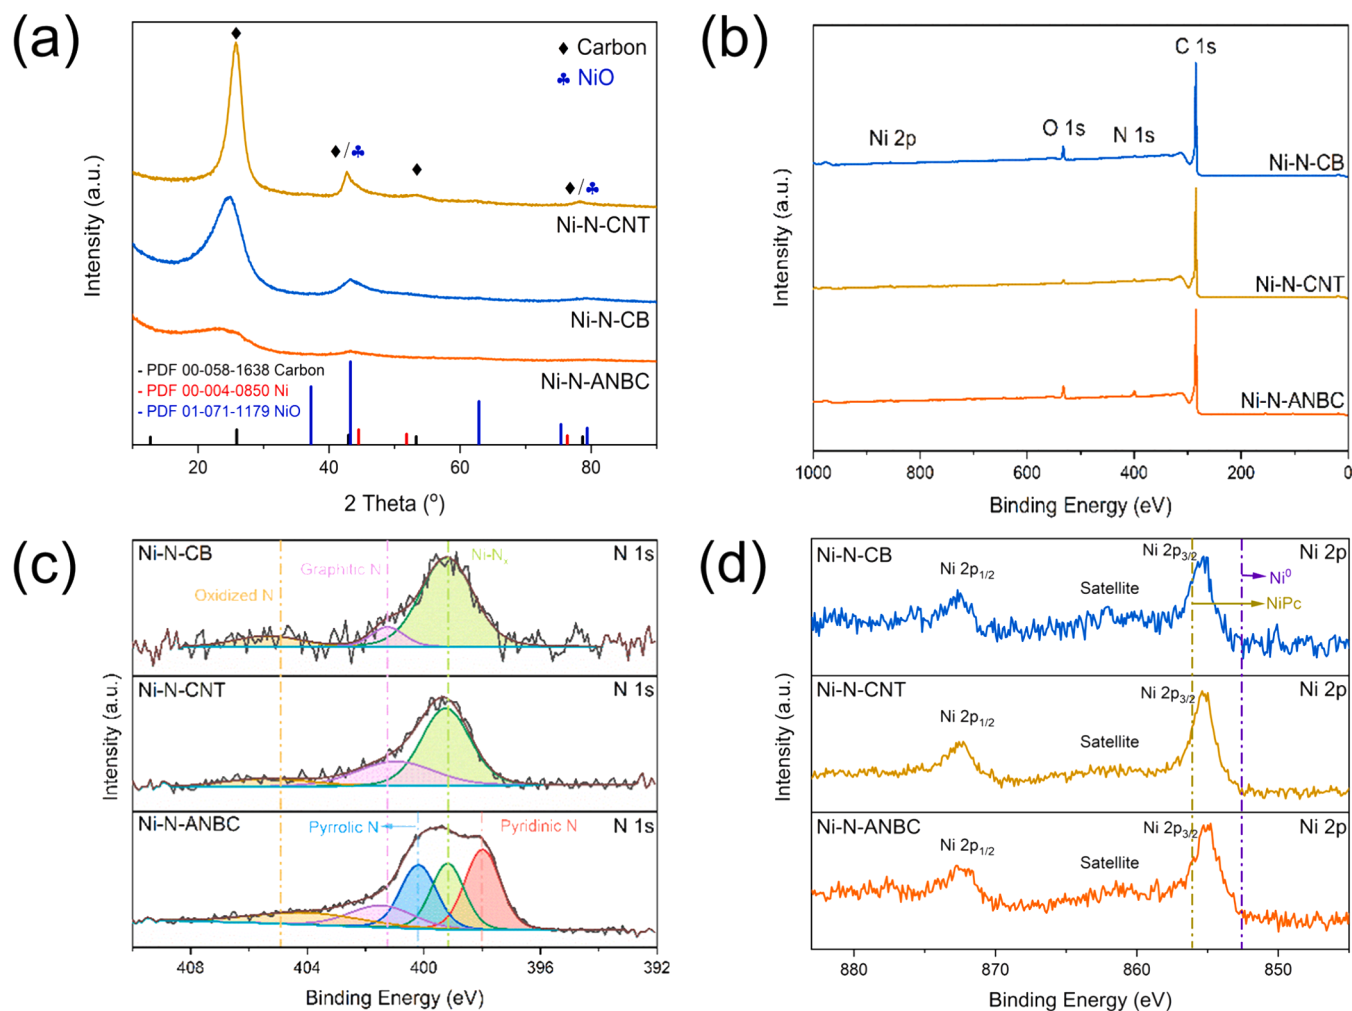 (a)
♦ Carbon
♣ NiO
♦
♦/♣
♦
♦/♣
Ni-N-CNT
Ni-N-CB
Ni-N-ANBC
- PDF 00-058-1638 Carbon
- PDF 00-004-0850 Ni
- PDF 01-071-1179 NiO
Intensity (a.u.)
20 40 60 80
2 Theta (°)
(b)
C 1s
Ni 2p
O 1s
N 1s
Ni-N-CB
Ni-N-CNT
Ni-N-ANBC
Intensity (a.u.)
1000 800 600 400 200 0
Binding Energy (eV)
(c)
Ni-N-CB
N 1s
Ni-Nx
Graphitic N
Oxidized N
Ni-N-CNT
N 1s
Ni-N-ANBC
N 1s
Pyrrolic N
Pyridinic N
Intensity (a.u.)
408 404 400 396 392
Binding Energy (eV)
(d)
Ni-N-CB
Ni 2p3/2
Ni 2p
Ni 2p1/2
Satellite
Ni0
NiPc
Ni-N-CNT
Ni 2p3/2
Ni 2p
Ni 2p1/2
Satellite
Ni-N-ANBC
Ni 2p3/2
Ni 2p
Ni 2p1/2
Satellite
Intensity (a.u.)
880 870 860 850
Binding Energy (eV)